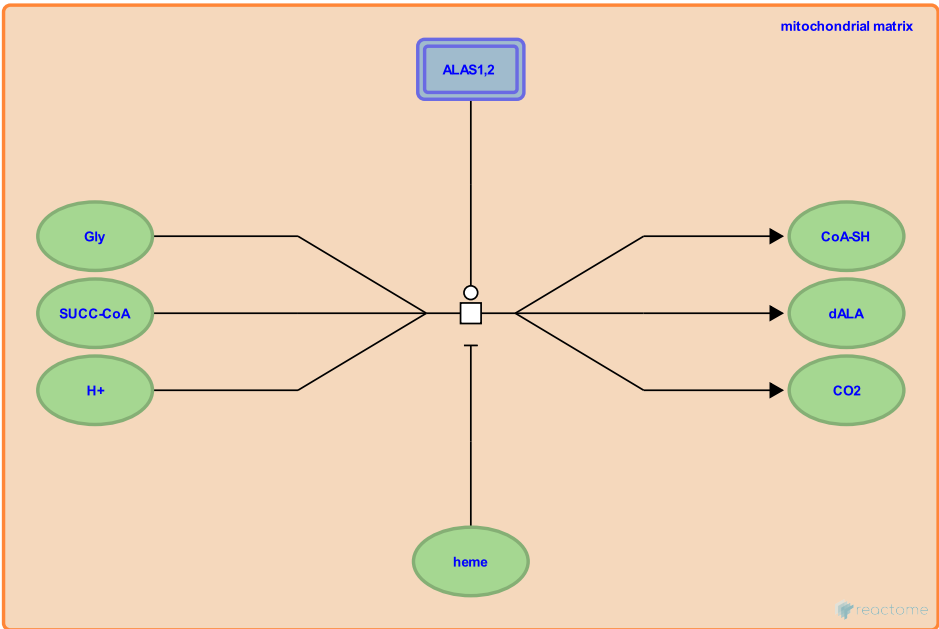 mitochondrial matrix
ALAS1,2
Gly
CoA-SH
SUCC-CoA
dALA
H+
CO2
heme
reactome